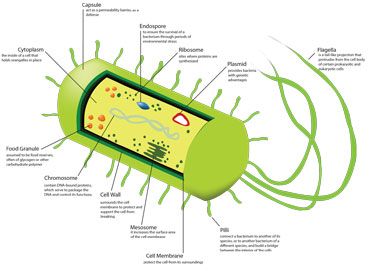 Capsule
act as a permeability barrier, as a
defense
Endospore
to ensure the survival of a
bacterium through periods of
environmental stress
Cytoplasm
the inside of a cell that
holds oranges in place
Ribosome
sites where proteins are
synthesized
Plasmid
provides bacteria
with genetic
advantages
Flagella
is a tail-like projection that
protrudes from the cell body
of certain prokaryotic and
eukaryotic cells
Food Granule
assumed to be food reserves,
often of glycogen or other
carbohydrate polymer
Chromosome
contain DNA-bound proteins,
which serve to package the
DNA and control its functions
Cell Wall
surrounds the cell
membrane to protect and
support the cell from
breaking
Mesosome
it increases the surface area
of the cell membrane
Cell Membrane
protect the cell from its surroundings
Pilli
connect a bacterium to another of its
species, or to another bacterium of a
different species, and build a bridge
between the interior of the cells